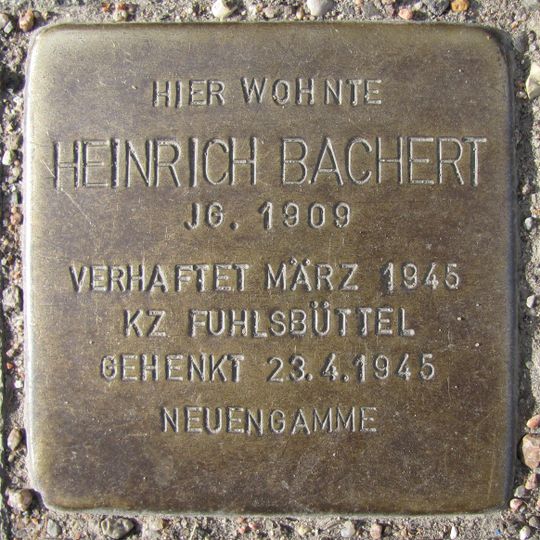 HIER WOHNTE
HEINRICH BACHERT
JG. 1909
VERHAFTET MÄRZ 1945
KZ FUHLSBÜTTEL
GEHENKT 23.4.1945
NEUENGAMME